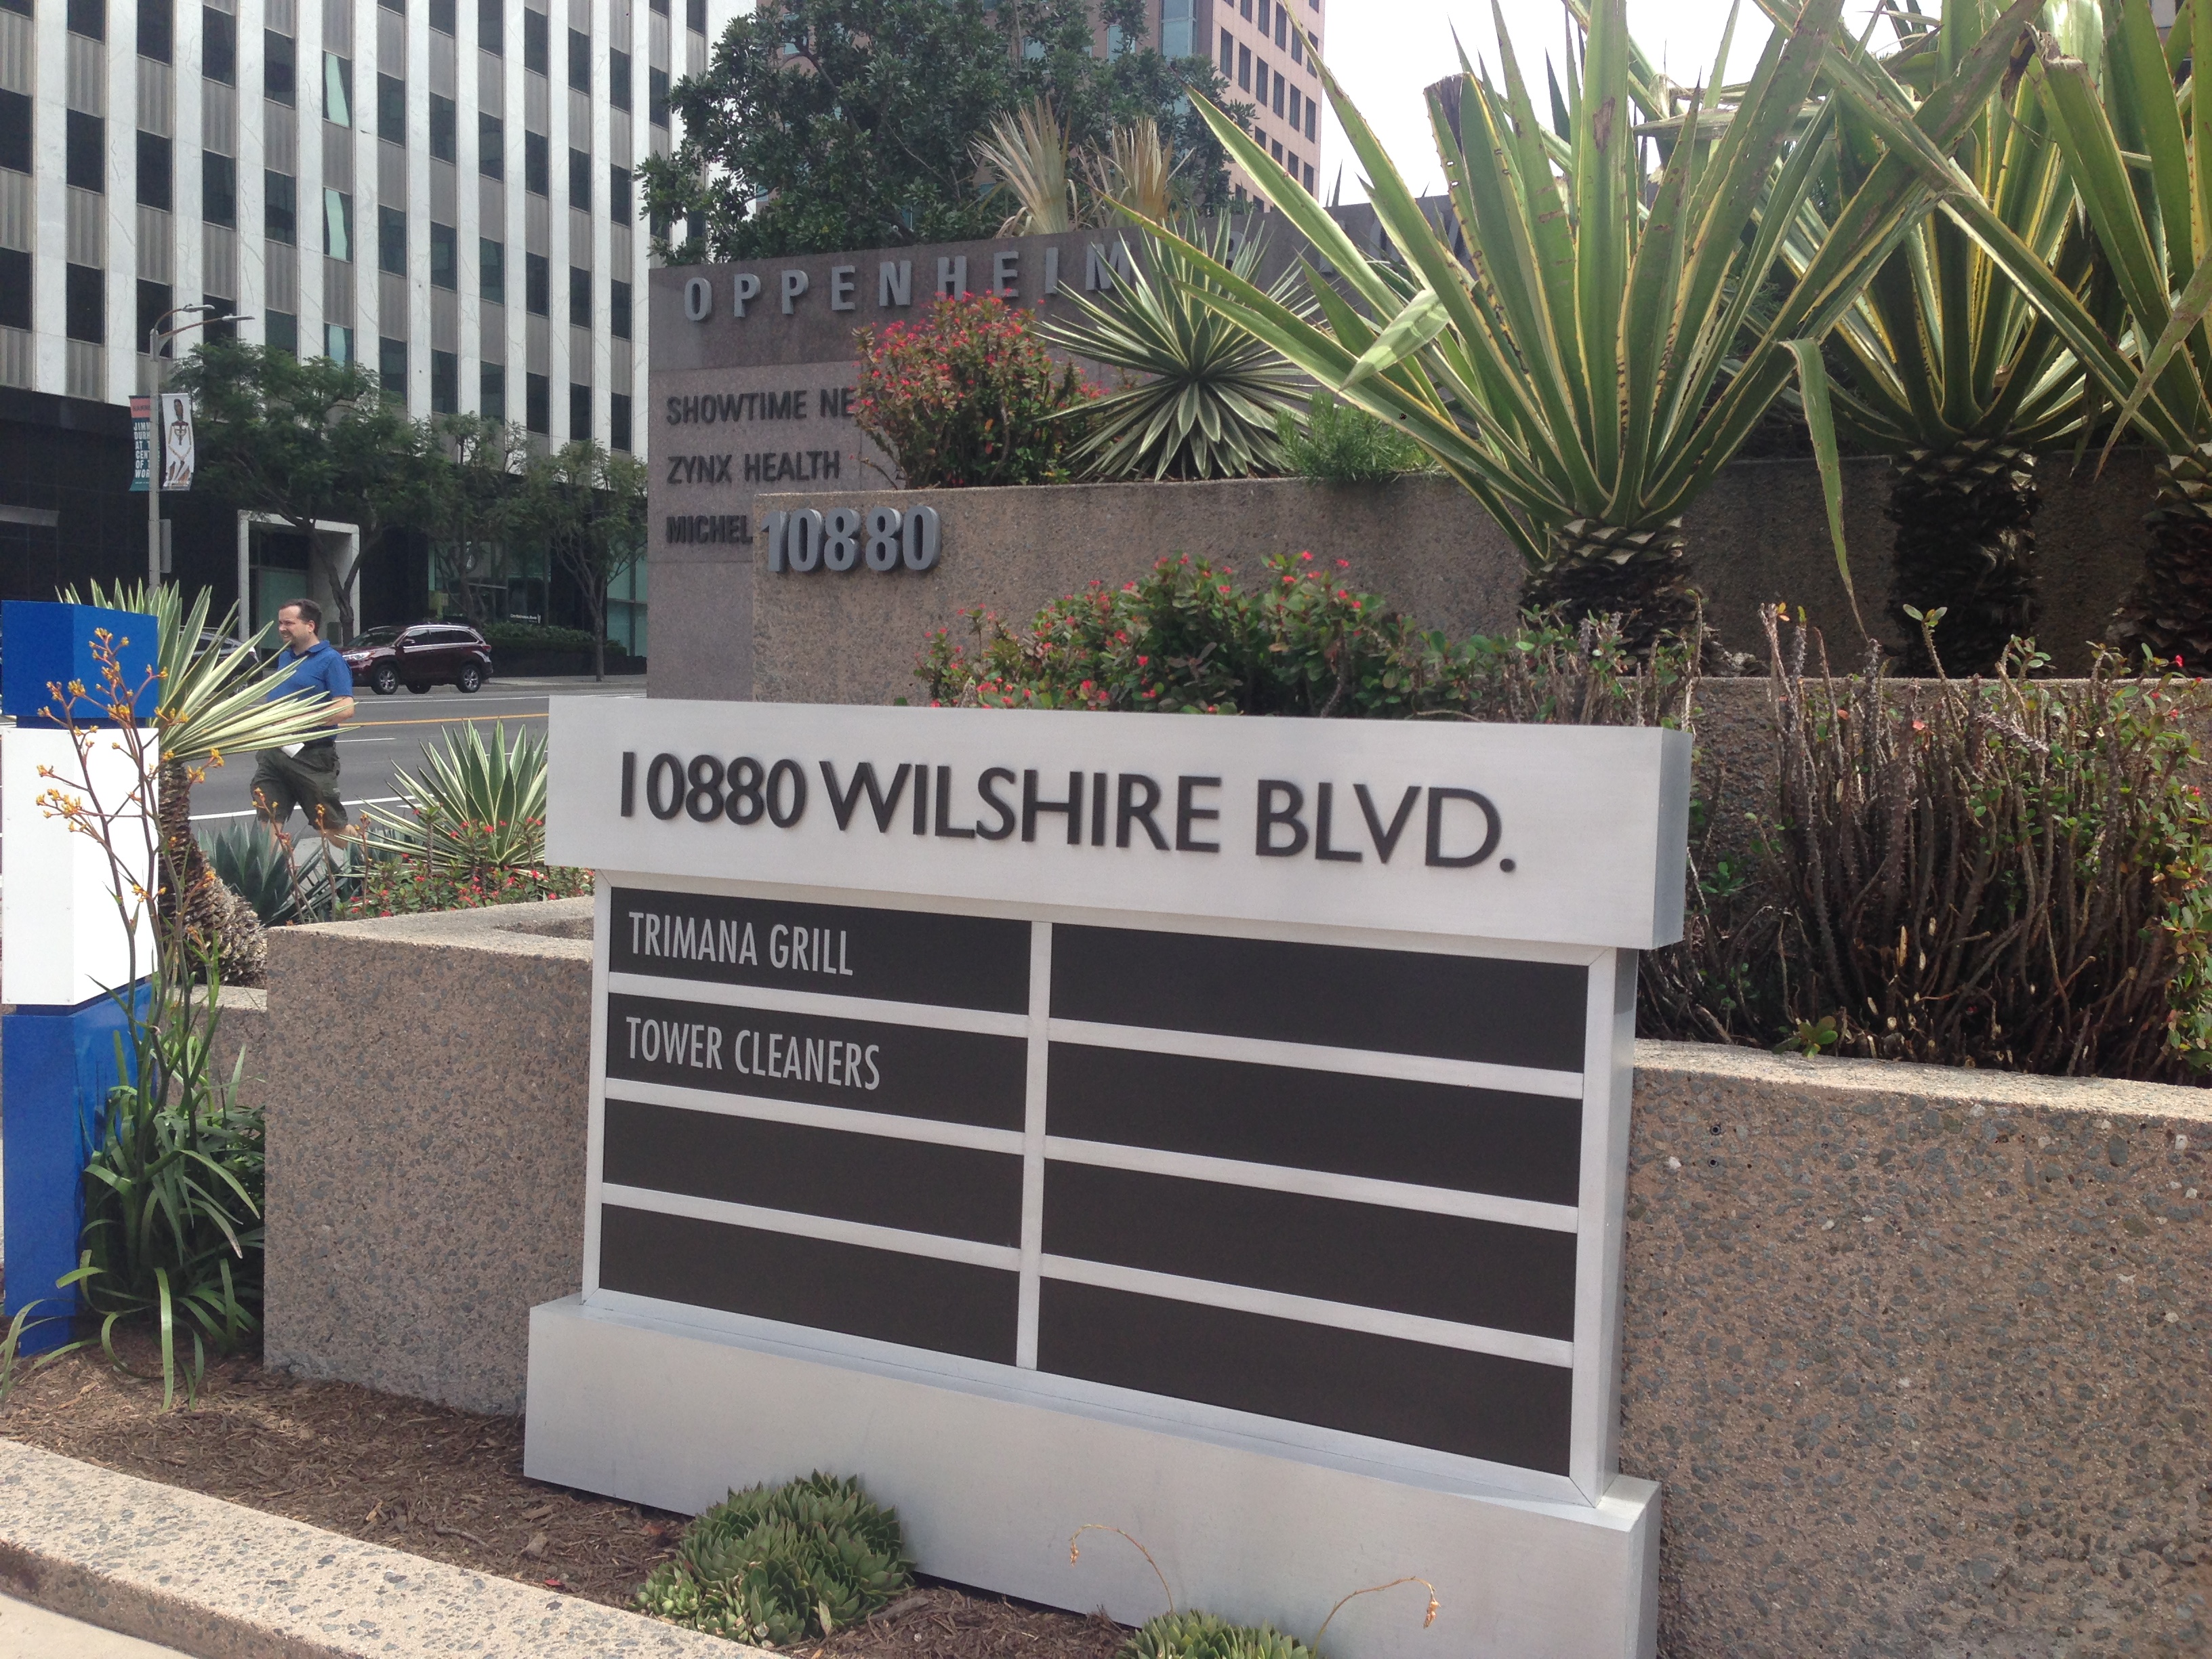 OPPENHEIM
SHOWTIME NE
ZYNX HEALTH
MICHEL
10880
10880 WILSHIRE BLVD.
TRIMANA GRILL
TOWER CLEANERS